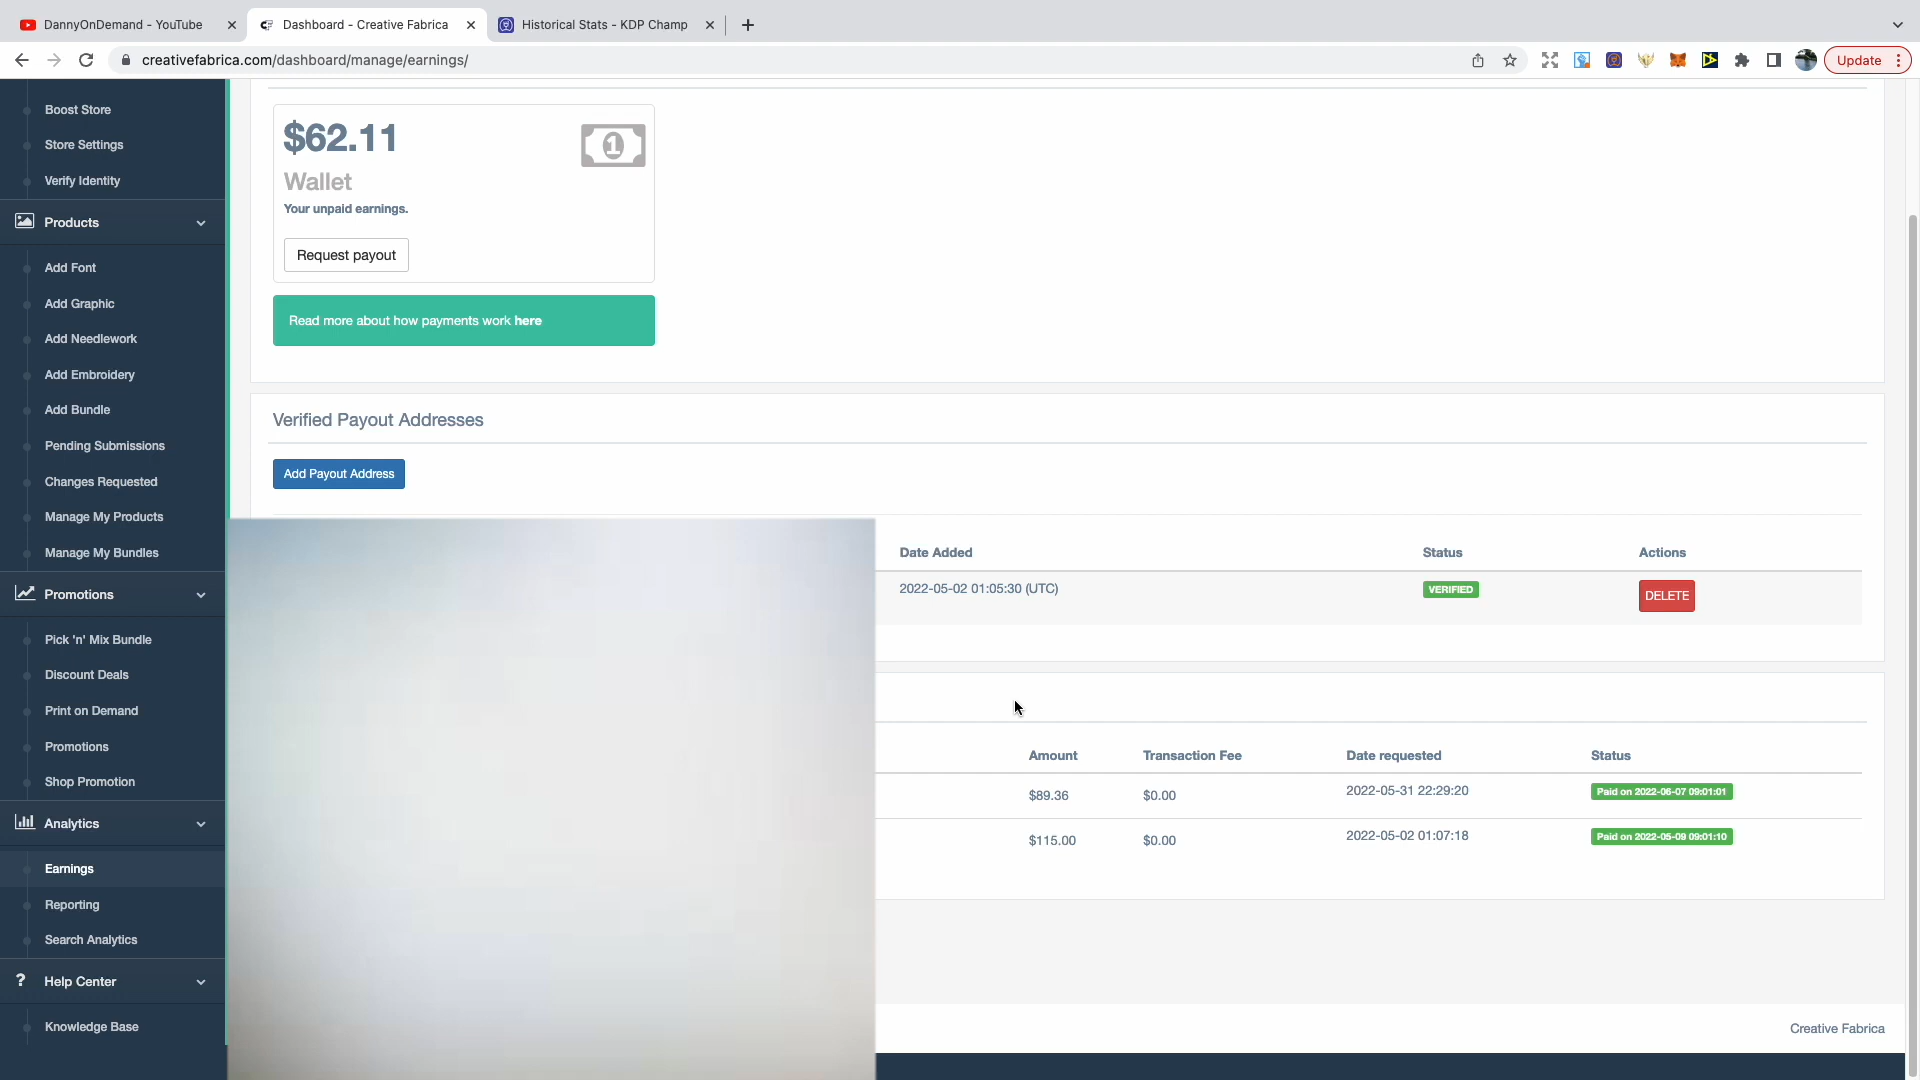 DannyOnDemand - YouTube
Dashboard - Creative Fabrica
Historical Stats - KDP Champ
creativefabrica.com/dashboard/manage/earnings/
Update
Boost Store
Store Settings
Verify Identity
Products
Add Font
Add Graphic
Add Needlework
Add Embroidery
Add Bundle
Pending Submissions
Changes Requested
Manage My Products
Manage My Bundles
Promotions
Pick 'n' Mix Bundle
Discount Deals
Print on Demand
Promotions
Shop Promotion
Analytics
Earnings
Reporting
Search Analytics
? Help Center
Knowledge Base
$62.11
1
Wallet
Your unpaid earnings.
Request payout
Read more about how payments work here
Verified Payout Addresses
Add Payout Address
Date Added Status Actions
2022-05-02 01:05:30 (UTC) VERIFIED DELETE
Amount Transaction Fee Date requested Status
$89.36 $0.00 2022-05-31 22:29:20 Paid on 2022-06-07 09:01:01
$115.00 $0.00 2022-05-02 01:07:18 Paid on 2022-05-09 09:01:10
Creative Fabrica